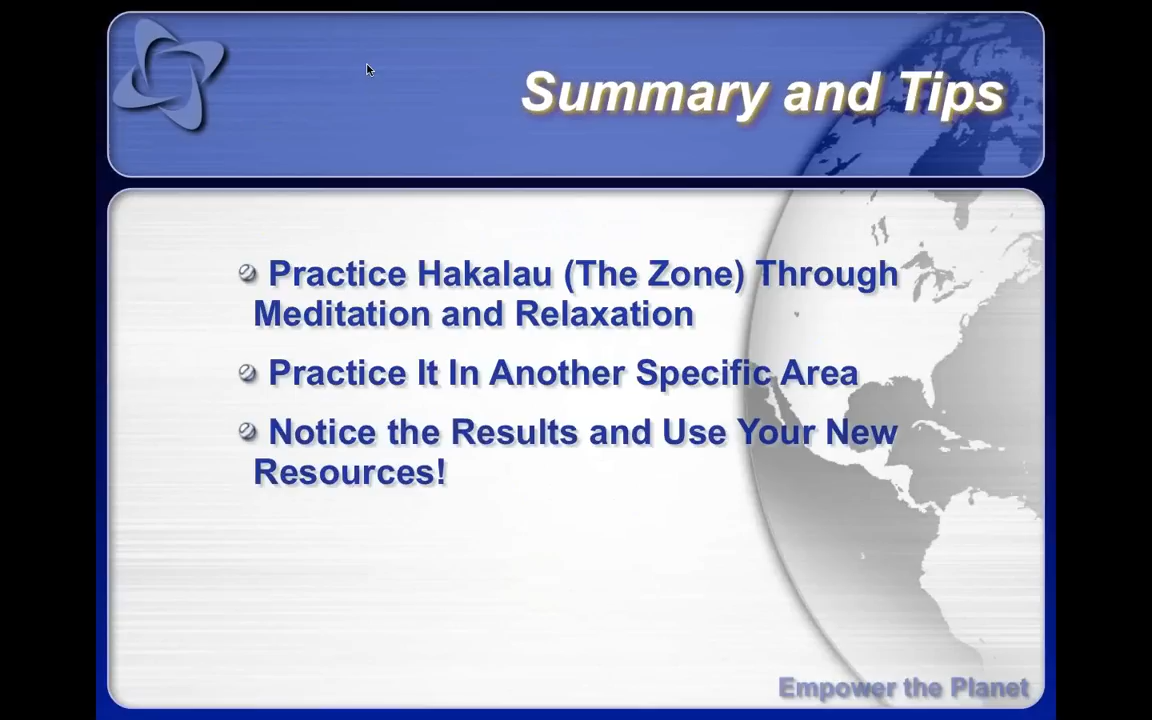 Summary and Tips
Practice Hakalau (The Zone) Through
Meditation and Relaxation
Practice It In Another Specific Area
Notice the Results and Use Your New
Resources!
Empower the Planet